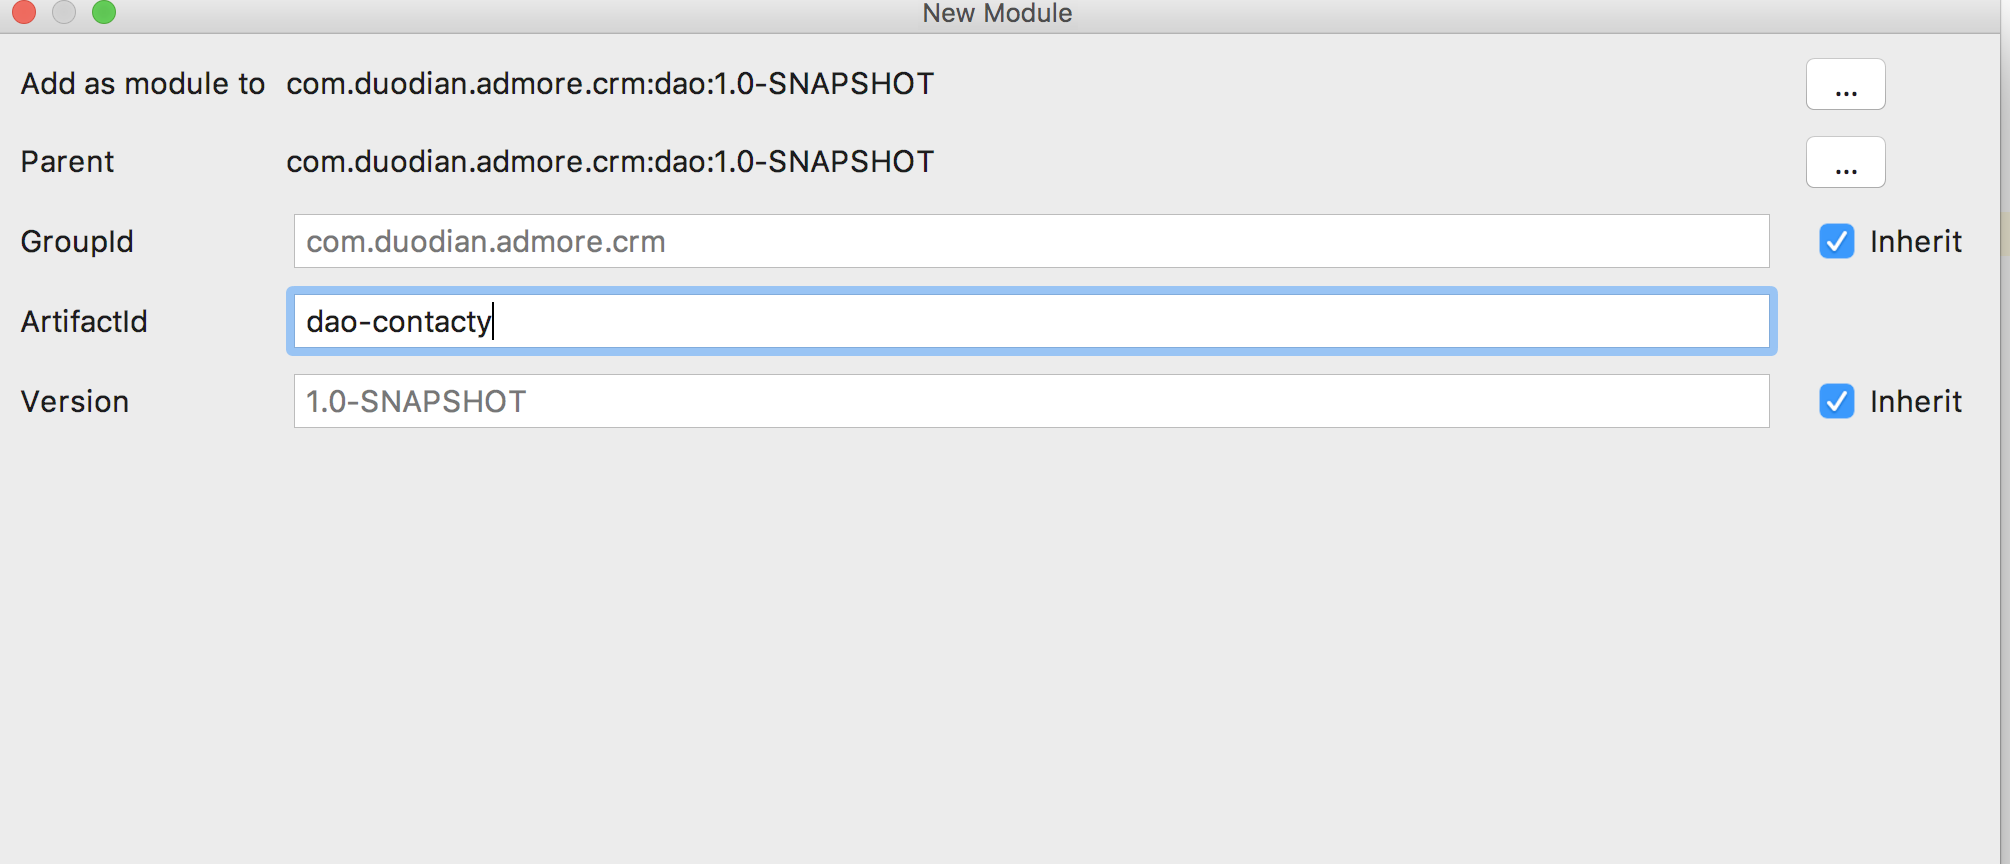 New Module
Add as module to com.duodian.admore.crm:dao:1.0-SNAPSHOT ...
Parent com.duodian.admore.crm:dao:1.0-SNAPSHOT ...
GroupId com.duodian.admore.crm Inherit
ArtifactId dao-contacty
Version 1.0-SNAPSHOT Inherit